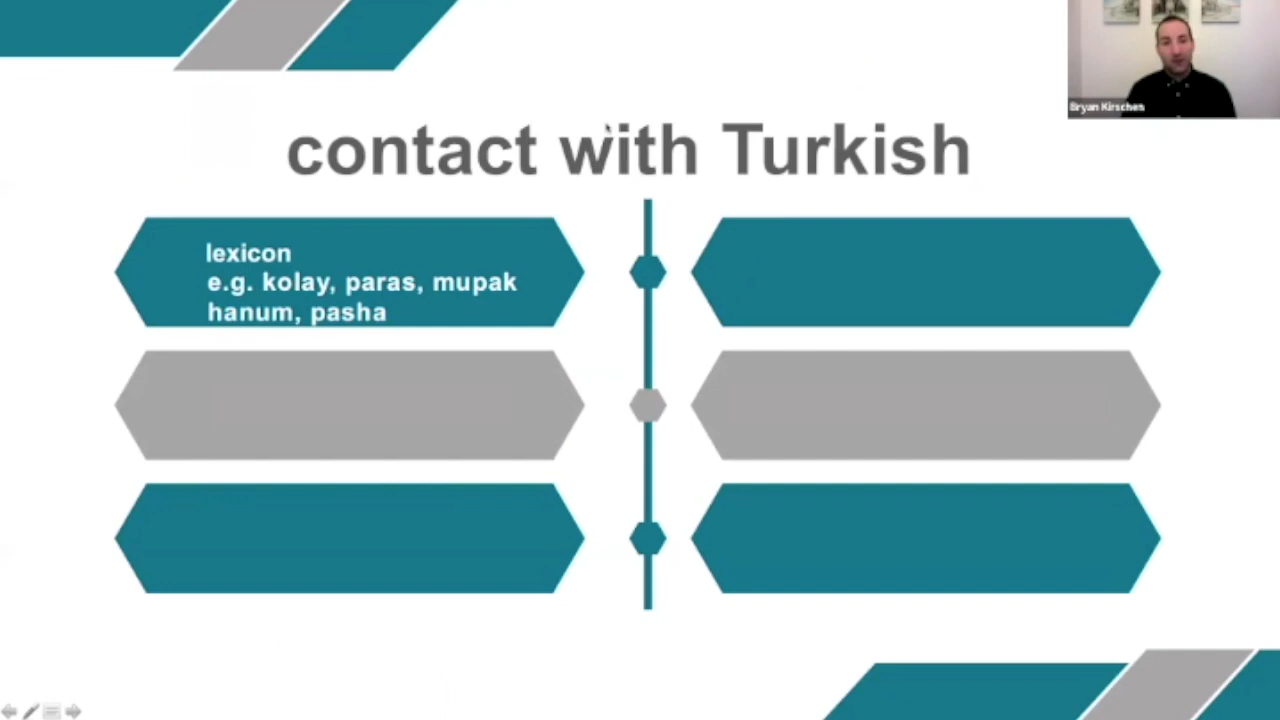 Bryan Kirschen
contact with Turkish
lexicon
e.g. kolay, paras, mupak
hanum, pasha